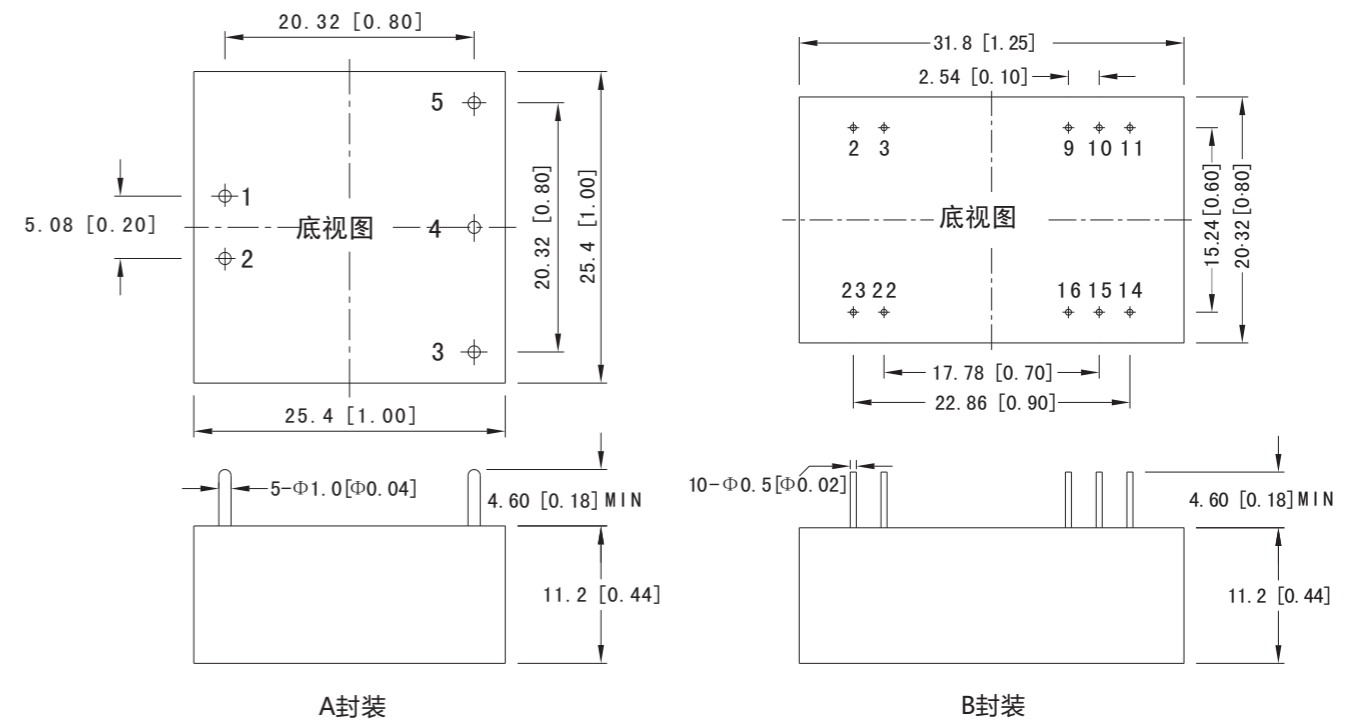 20.32 [0.80]
5
1
5.08 [0.20]
底视图
4
2
20.32 [0.80]
25.4 [1.00]
3
25.4 [1.00]
5-Φ1.0[Φ0.04]
4.60 [0.18]MIN
11.2 [0.44]
A封装
31.8 [1.25]
2.54 [0.10]
2 3 9 10 11
底视图
15.24[0.60]
20·32[0·80]
23 22 16 15 14
17.78 [0.70]
22.86 [0.90]
10-Φ0.5[Φ0.02]
4.60 [0.18]MIN
11.2 [0.44]
B封装